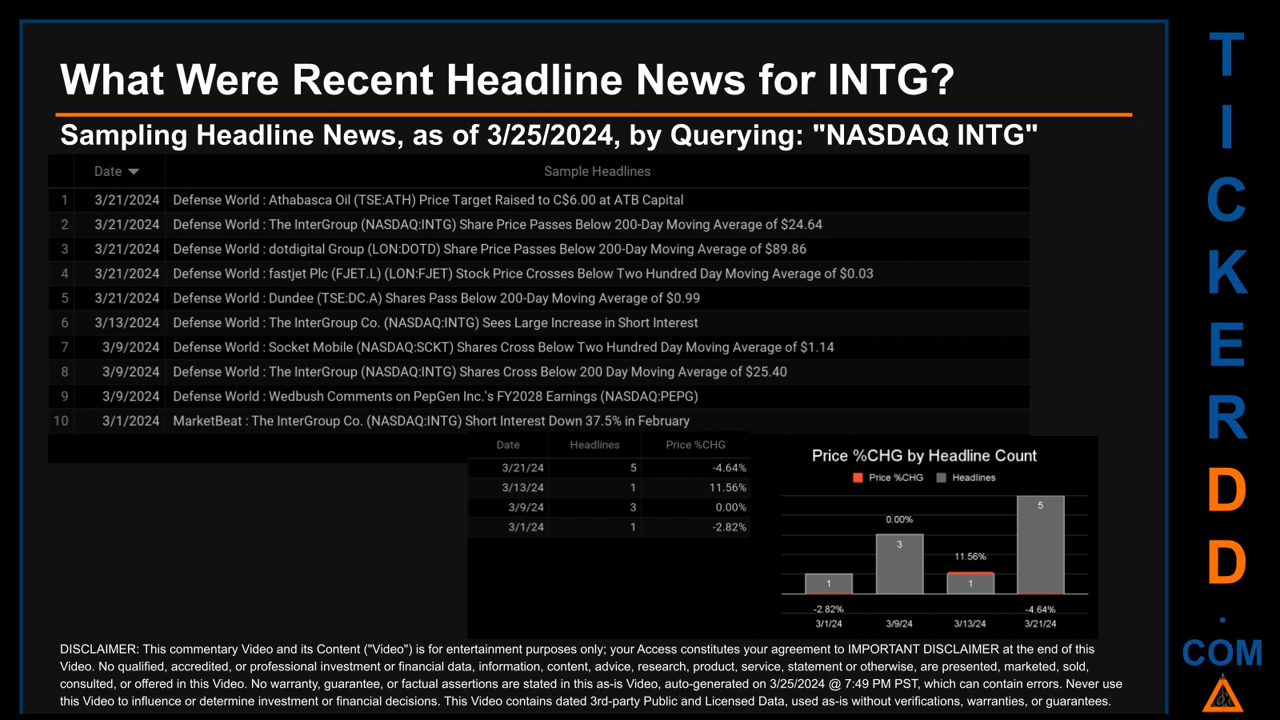 What Were Recent Headline News for INTG?
Sampling Headline News, as of 3/25/2024, by Querying: "NASDAQ INTG"
Date Sample Headlines
1 3/21/2024 Defense World : Athabasca Oil (TSE:ATH) Price Target Raised to C$6.00 at ATB Capital
2 3/21/2024 Defense World : The InterGroup (NASDAQ:INTG) Share Price Passes Below 200-Day Moving Average of $24.64
3 3/21/2024 Defense World : dotdigital Group (LON:DOTD) Share Price Passes Below 200-Day Moving Average of $89.86
4 3/21/2024 Defense World : fastjet Plc (FJET.L) (LON:FJET) Stock Price Crosses Below Two Hundred Day Moving Average of $0.03
5 3/21/2024 Defense World : Dundee (TSE:DC.A) Shares Pass Below 200-Day Moving Average of $0.99
6 3/13/2024 Defense World : The InterGroup Co. (NASDAQ:INTG) Sees Large Increase in Short Interest
7 3/9/2024 Defense World : Socket Mobile (NASDAQ:SCKT) Shares Cross Below Two Hundred Day Moving Average of $1.14
8 3/9/2024 Defense World : The InterGroup (NASDAQ:INTG) Shares Cross Below 200 Day Moving Average of $25.40
9 3/9/2024 Defense World : Wedbush Comments on PepGen Inc.'s FY2028 Earnings (NASDAQ:PEPG)
10 3/1/2024 MarketBeat : The InterGroup Co. (NASDAQ:INTG) Short Interest Down 37.5% in February
Date Headlines Price %CHG
3/21/24 5 -4.64%
3/13/24 1 11.56%
3/9/24 3 0.00%
3/1/24 1 -2.82%
Price %CHG by Headline Count
Price %CHG Headlines
5
0.00%
3
11.56%
1 1
-2.82% -4.64%
3/1/24 3/9/24 3/13/24 3/21/24
DISCLAIMER: This commentary Video and its Content ("Video") is for entertainment purposes only; your Access constitutes your agreement to IMPORTANT DISCLAIMER at the end of this
Video. No qualified, accredited, or professional investment or financial data, information, content, advice, research, product, service, statement or otherwise, are presented, marketed, sold,
consulted, or offered in this Video. No warranty, guarantee, or factual assertions are stated in this as-is Video, auto-generated on 3/25/2024 @ 7:49 PM PST, which can contain errors. Never use
this Video to influence or determine investment or financial decisions. This Video contains dated 3rd-party Public and Licensed Data, used as-is without verifications, warranties, or guarantees.
T
I
C
K
E
R
D
D
.
COM